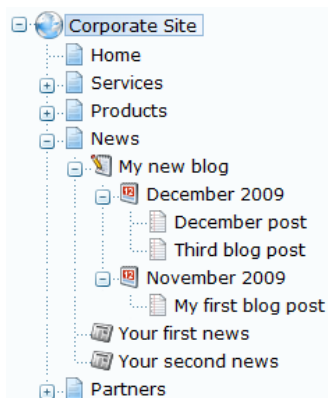 Corporate Site
Home
Services
Products
News
My new blog
December 2009
December post
Third blog post
November 2009
My first blog post
Your first news
Your second news
Partners